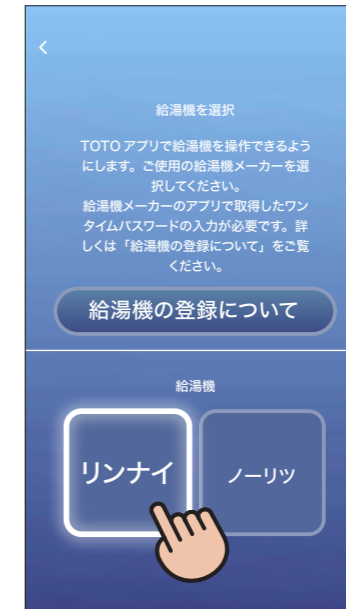 給湯機を選択
TOTOアプリで給湯機を操作できるよう
にします。ご使用の給湯機メーカーを選
択してください。
給湯機メーカーのアプリで取得したワン
タイムパスワードの入力が必要です。詳
しくは「給湯機の登録について」をご覧
ください。
給湯機の登録について
給湯機
リンナイ
ノーリツ